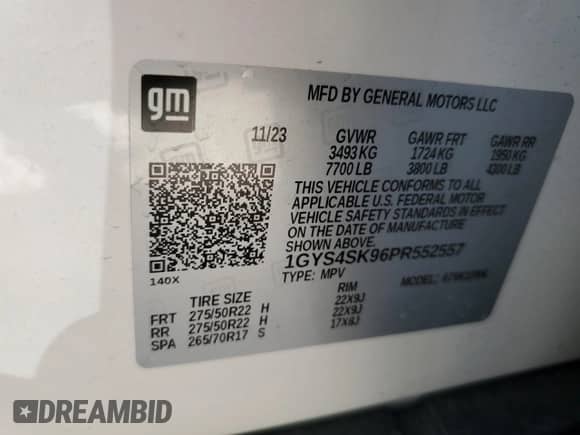 gm
MFD BY GENERAL MOTORS LLC
11/23 GVWR GAWR FRT GAWR RR
3493 KG 1724 KG 1950 KG
7700 LB 3800 LB 4300 LB
THIS VEHICLE CONFORMS TO ALL
APPLICABLE U.S. FEDERAL MOTOR
VEHICLE SAFETY STANDARDS IN EFFECT
ON THE DATE OF MANUFACTURE
SHOWN ABOVE.
1GYS4SK96PR552557
140X
TYPE: MPV MODEL:
TIRE SIZE RIM
FRT 275/50R22 H 22X9J
RR 275/50R22 H 22X9J
SPA 265/70R17 S 17X8J
DREAMBID